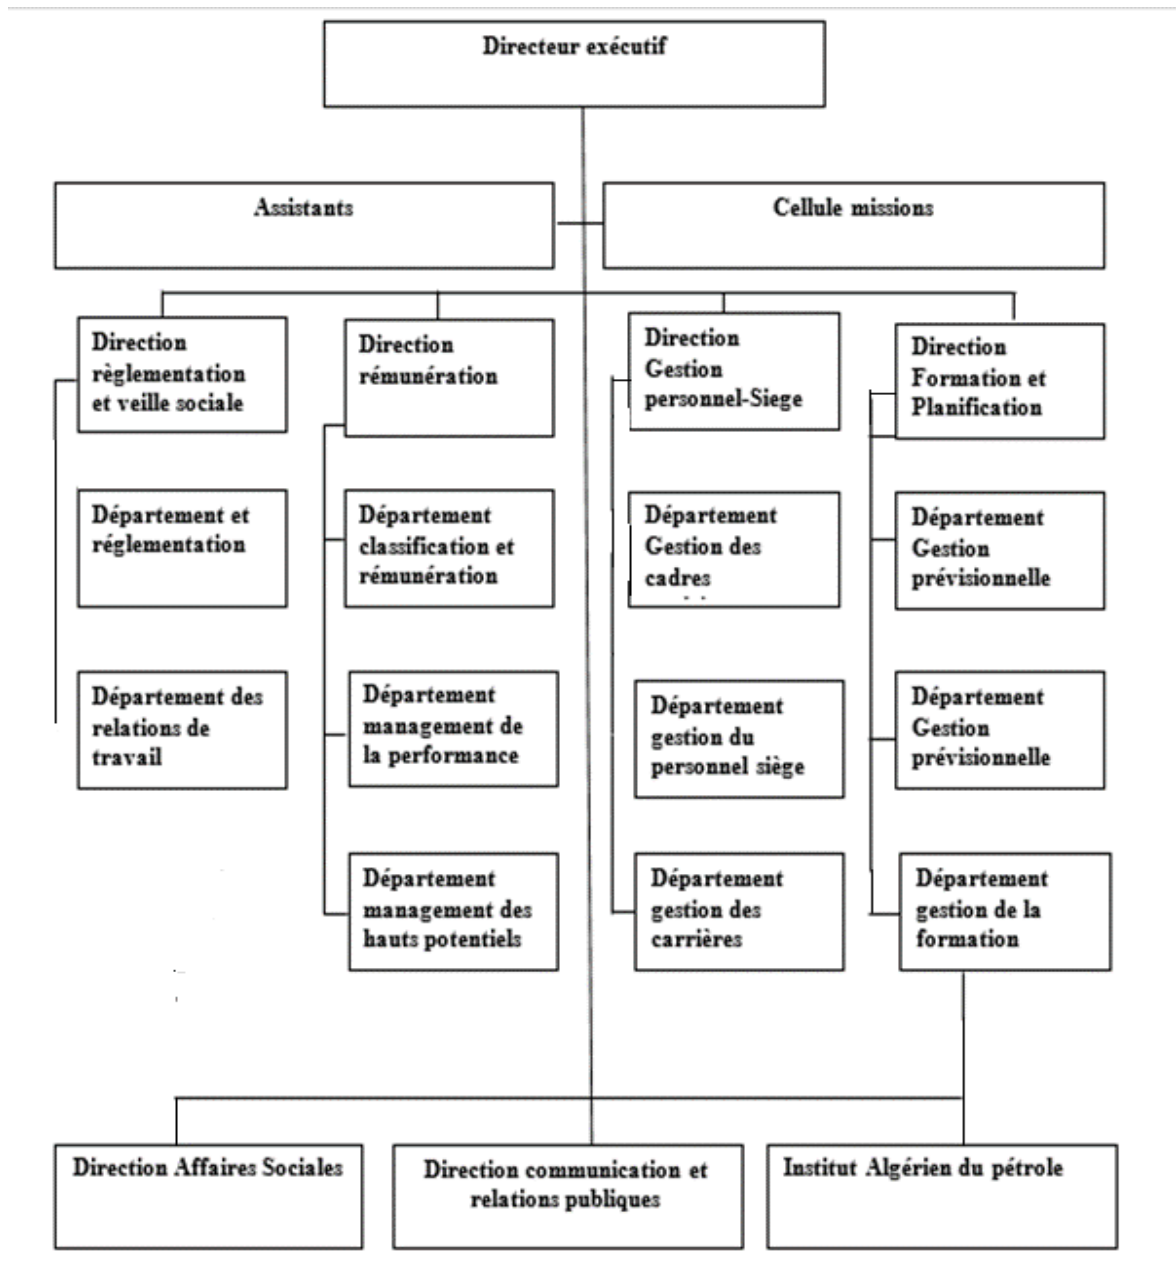 Directeur exécutif
Assistants
Cellule missions
Direction
règlementation
et veille sociale
Direction
rémunération
Direction
Gestion
personnel-Siege
Direction
Formation et
Planification
Département et
réglementation
Département
classification et
rémunération
Département
Gestion des
cadres
Département
Gestion
prévisionnelle
Département des
relations de
travail
Département
management de
la performance
Département
gestion du
personnel siège
Département
Gestion
prévisionnelle
Département
management des
hauts potentiels
Département
gestion des
carrières
Département
gestion de la
formation
Direction Affaires Sociales
Direction communication et
relations publiques
Institut Algérien du pétrole